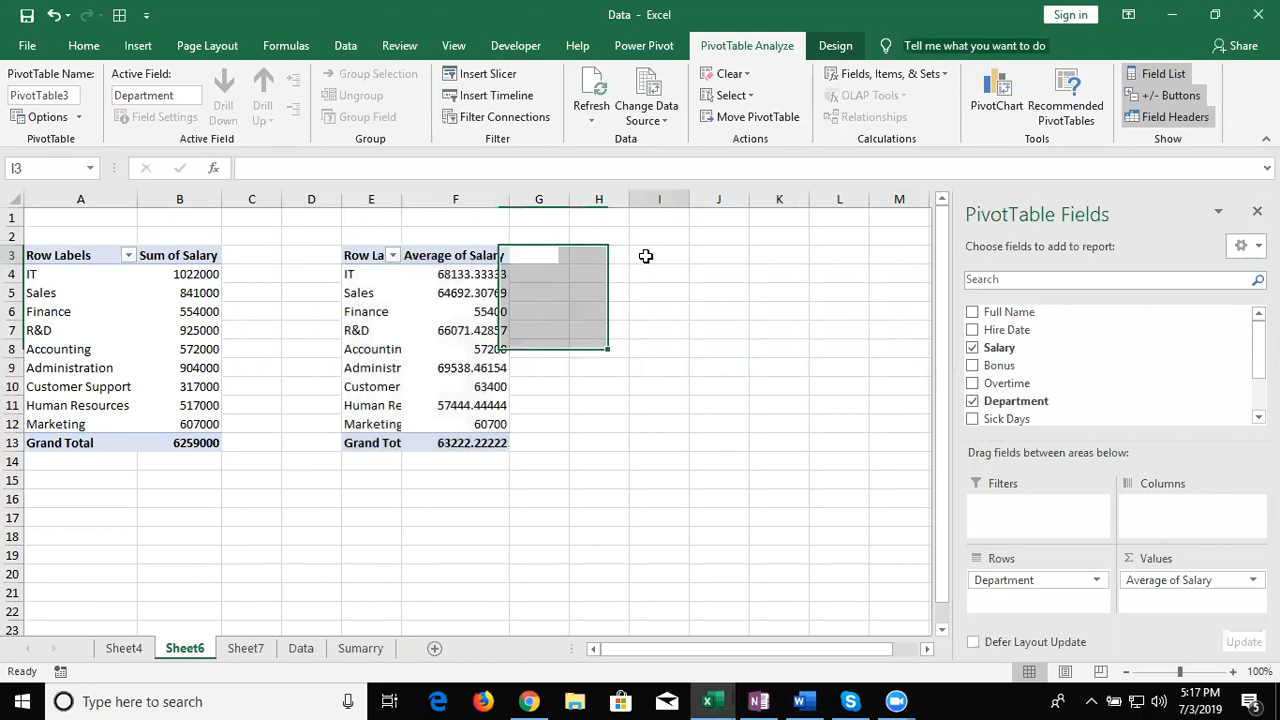 Data - Excel
Sign in
File Home Insert Page Layout Formulas Data Review View Developer Help Power Pivot PivotTable Analyze Design Tell me what you want to do Share
PivotTable Name:
PivotTable3
Options
PivotTable
Active Field:
Department
Field Settings
Drill Down
Drill Up
Active Field
Group Selection
Ungroup
Group Field
Group
Insert Slicer
Insert Timeline
Filter Connections
Filter
Refresh
Change Data Source
Data
Clear
Select
Move PivotTable
Actions
Fields, Items, & Sets
OLAP Tools
Relationships
Calculations
PivotChart
Recommended PivotTables
Tools
Field List
+/- Buttons
Field Headers
Show
I3
fx
A B C D E F G H I J K L M
1
2
3 Row Labels Sum of Salary Row La Average of Salary
4 IT 1022000 IT 68133.33333
5 Sales 841000 Sales 64692.30769
6 Finance 554000 Finance 55400
7 R&D 925000 R&D 66071.42857
8 Accounting 572000 Accountin 57200
9 Administration 904000 Administr 69538.46154
10 Customer Support 317000 Customer 63400
11 Human Resources 517000 Human Re 57444.44444
12 Marketing 607000 Marketing 60700
13 Grand Total 6259000 Grand Tot 63222.22222
14
15
16
17
18
19
20
21
22
23
PivotTable Fields
Choose fields to add to report:
Search
Full Name
Hire Date
Salary
Bonus
Overtime
Department
Sick Days
Drag fields between areas below:
Filters
Columns
Rows
Σ Values
Department
Average of Salary
Defer Layout Update
Update
Sheet4 Sheet6 Sheet7 Data Sumarry
Ready
100%
Type here to search
5:17 PM
7/3/2019
5